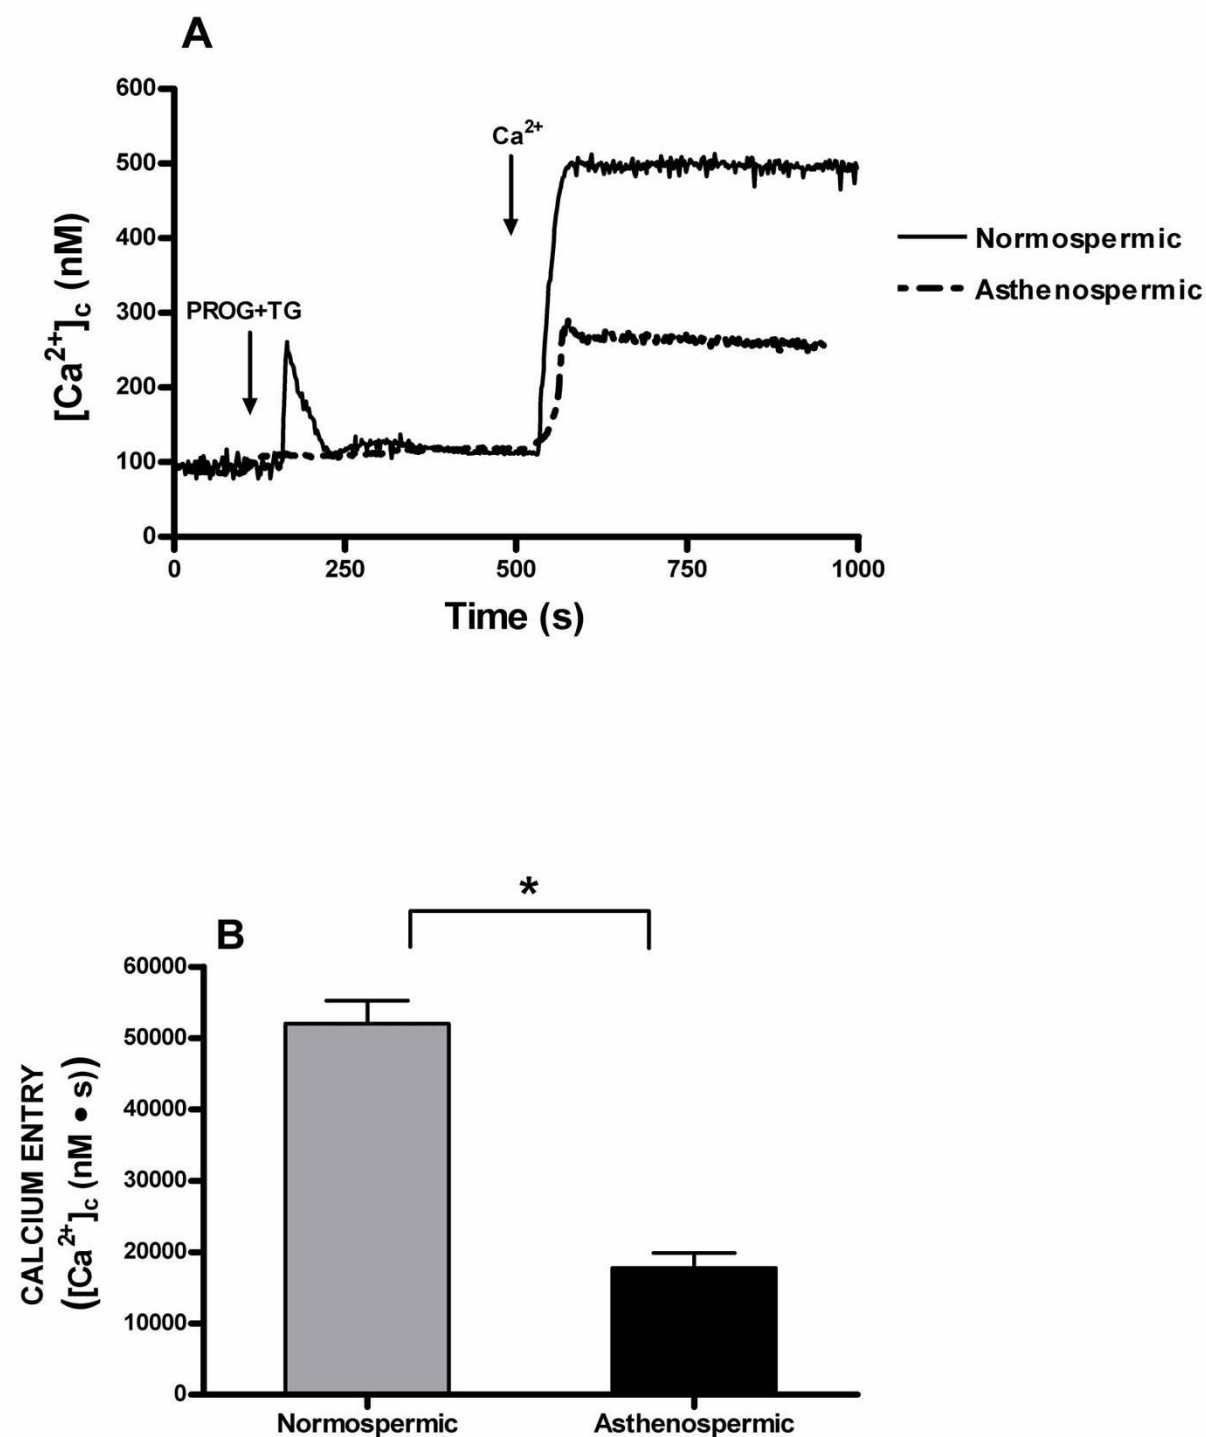 A
600
500
400
300
200
100
0
[Ca²⁺]c (nM)
PROG+TG
Ca²⁺
Normospermic
Asthenospermic
0 250 500 750 1000
Time (s)
*
B
60000
50000
40000
30000
20000
10000
0
CALCIUM ENTRY
([Ca²⁺]c (nM • s))
Normospermic Asthenospermic